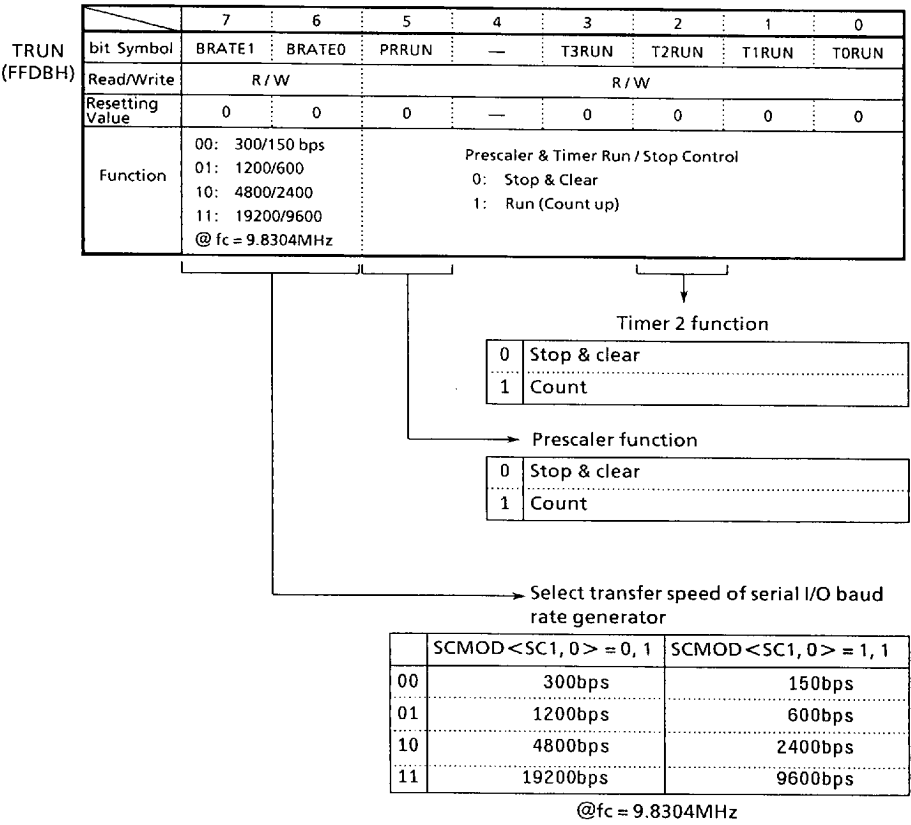 TRUN
(FFDBH)
7 6 5 4 3 2 1 0
bit Symbol BRATE1 BRATE0 PRRUN — T3RUN T2RUN T1RUN T0RUN
Read/Write R / W R / W
Resetting
Value 0 0 0 — 0 0 0 0
Function
00: 300/150 bps
01: 1200/600
10: 4800/2400
11: 19200/9600
@ fc = 9.8304MHz
Prescaler & Timer Run / Stop Control
0: Stop & Clear
1: Run (Count up)
Timer 2 function
0 Stop & clear
1 Count
Prescaler function
0 Stop & clear
1 Count
Select transfer speed of serial I/O baud
rate generator
SCMOD<SC1, 0> = 0, 1 SCMOD<SC1, 0> = 1, 1
00 300bps 150bps
01 1200bps 600bps
10 4800bps 2400bps
11 19200bps 9600bps
@fc = 9.8304MHz